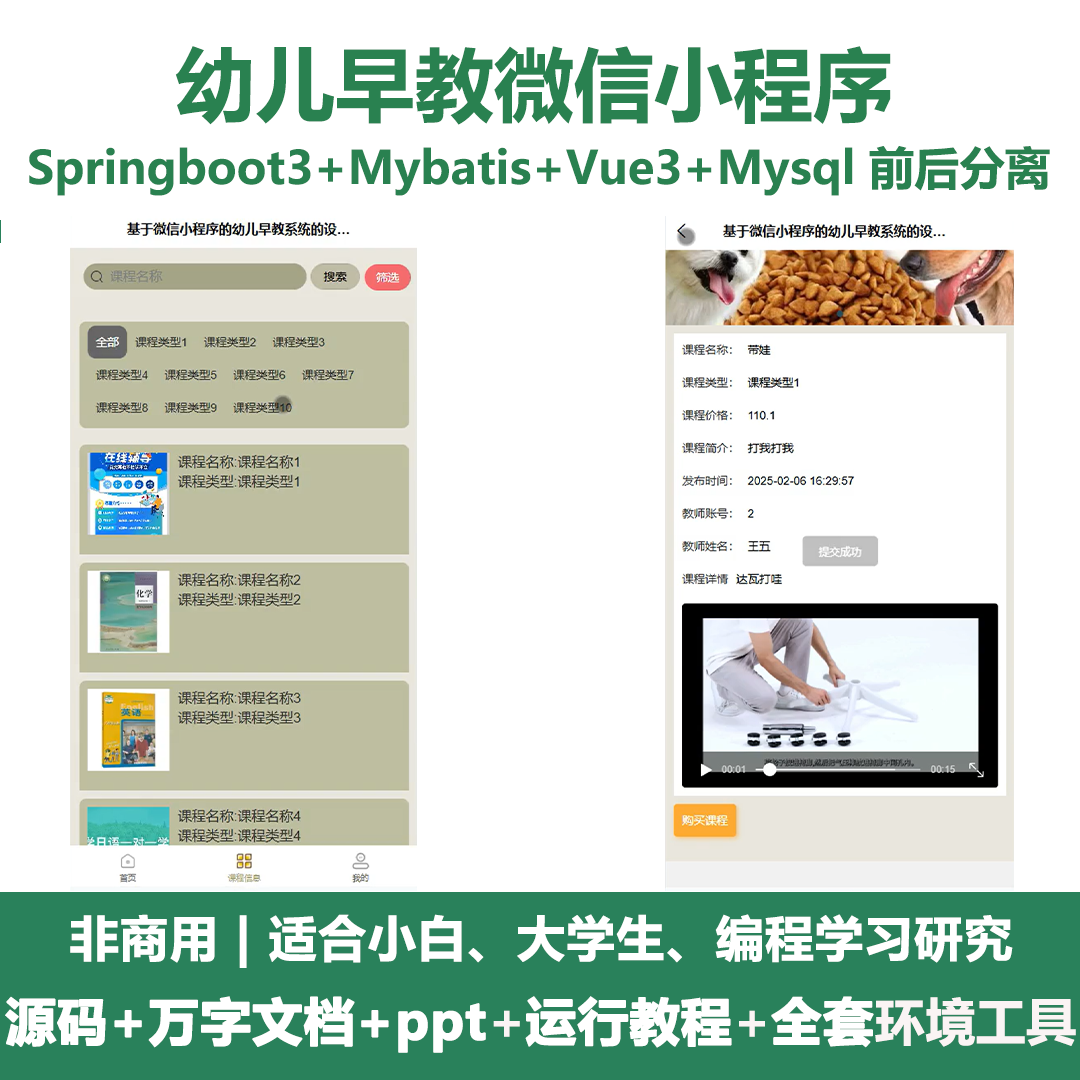 幼儿早教微信小程序
Springboot3+Mybatis+Vue3+Mysql 前后分离
基于微信小程序的幼儿早教系统的设...
课程名称
搜索
筛选
全部 课程类型1 课程类型2 课程类型3
课程类型4 课程类型5 课程类型6 课程类型7
课程类型8 课程类型9 课程类型10
在线辅导
课程名称:课程名称1
课程类型:课程类型1
化学
课程名称:课程名称2
课程类型:课程类型2
英语
课程名称:课程名称3
课程类型:课程类型3
学日语一对一学
课程名称:课程名称4
课程类型:课程类型4
首页
课程信息
我的
基于微信小程序的幼儿早教系统的设...
课程名称： 带娃
课程类型： 课程类型1
课程价格： 110.1
课程简介： 打我打我
发布时间： 2025-02-06 16:29:57
教师账号： 2
教师姓名： 王五
提交成功
课程详情 达瓦打哇
00:01
00:15
购买课程
非商用 | 适合小白、大学生、编程学习研究
源码+万字文档+ppt+运行教程+全套环境工具